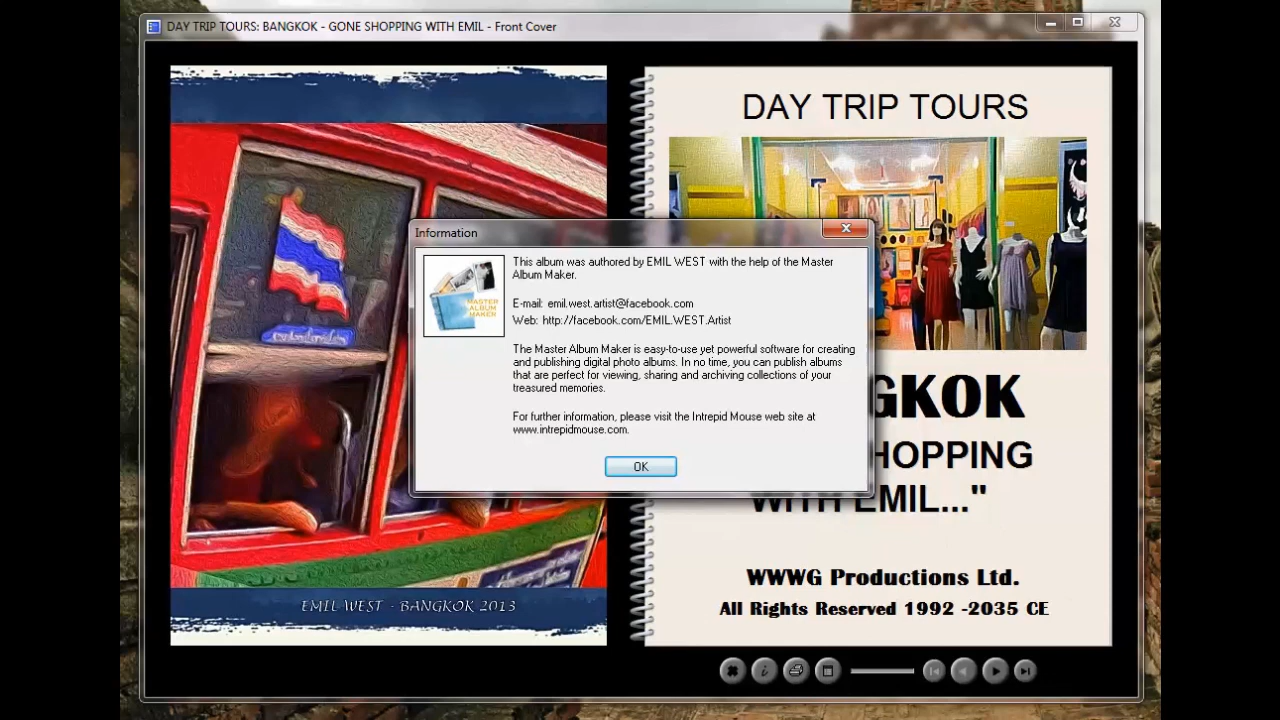 DAY TRIP TOURS: BANGKOK - GONE SHOPPING WITH EMIL - Front Cover
EMIL WEST - BANGKOK 2013
DAY TRIP TOURS
GKOK
HOPPING
WITH EMIL..."
WWWG Productions Ltd.
All Rights Reserved 1992 -2035 CE
Information
MASTER
ALBUM
MAKER
This album was authored by EMIL WEST with the help of the Master
Album Maker.
E-mail: emil.west.artist@facebook.com
Web: http://facebook.com/EMIL.WEST.Artist
The Master Album Maker is easy-to-use yet powerful software for creating
and publishing digital photo albums. In no time, you can publish albums
that are perfect for viewing, sharing and archiving collections of your
treasured memories.
For further information, please visit the Intrepid Mouse web site at
www.intrepidmouse.com.
OK